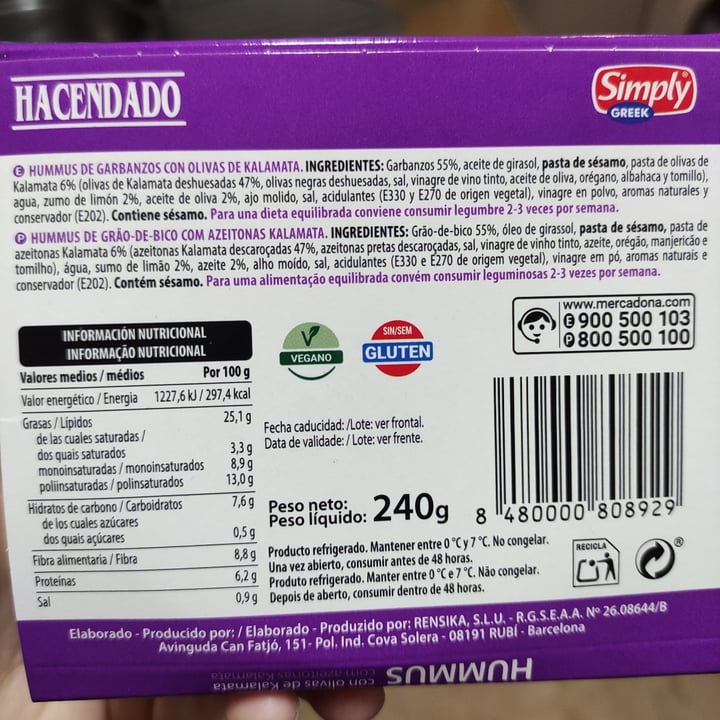 HACENDADO
Simply®
GREEK
E HUMMUS DE GARBANZOS CON OLIVAS DE KALAMATA. INGREDIENTES: Garbanzos 55%, aceite de girasol, pasta de sésamo, pasta de olivas de
Kalamata 6% (olivas de Kalamata deshuesadas 47%, olivas negras deshuesadas, sal, vinagre de vino tinto, aceite de oliva, orégano, albahaca y tomillo),
agua, zumo de limón 2%, aceite de oliva 2%, ajo molido, sal, acidulantes (E330 y E270 de origen vegetal), vinagre en polvo, aromas naturales y
conservador (E202). Contiene sésamo. Para una dieta equilibrada conviene consumir legumbre 2-3 veces por semana.
P HUMMUS DE GRÃO-DE-BICO COM AZEITONAS KALAMATA. INGREDIENTES: Grão-de-bico 55%, óleo de girassol, pasta de sésamo, pasta de
azeitonas Kalamata 6% (azeitonas Kalamata descaroçadas 47%, azeitonas pretas descaroçadas, sal, vinagre de vinho tinto, azeite, orégão, manjericão e
tomilho), água, sumo de limão 2%, azeite 2%, alho moído, sal, acidulantes (E330 e E270 de origem vegetal), vinagre em pó, aromas naturais e
conservador (E202). Contém sésamo. Para uma alimentação equilibrada convém consumir leguminosas 2-3 vezes por semana.
INFORMACIÓN NUTRICIONAL
INFORMAÇÃO NUTRICIONAL
Valores medios / médios Por 100 g
Valor energético / Energia 1227,6 kJ / 297,4 kcal
Grasas / Lípidos 25,1 g
de las cuales saturadas /
dos quais saturados 3,3 g
monoinsaturadas / monoinsaturados 8,9 g
poliinsaturadas / polinsaturados 13,0 g
Hidratos de carbono / Carboidratos 7,6 g
de los cuales azúcares
dos quais açúcares 0,5 g
Fibra alimentaria / Fibra 8,8 g
Proteínas 6,2 g
Sal 0,9 g
V
VEGANO
SIN/SEM
GLUTEN
www.mercadona.com
E 900 500 103
P 800 500 100
Fecha caducidad: /Lote: ver frontal.
Data de validade: / Lote: ver frente.
Peso neto:
Peso líquido: 240g
8 480000 808929
Producto refrigerado. Mantener entre 0 °C y 7 °C. No congelar.
Una vez abierto, consumir antes de 48 horas.
Produto refrigerado. Manter entre 0 °C e 7 °C. Não congelar.
Depois de aberto, consumir dentro de 48 horas.
RECICLA
®
Elaborado - Producido por: / Elaborado - Produzido por: RENSIKA, S.L.U. - R.G.S.E.A.A. Nº 26.08644/B
Avinguda Can Fatjó, 151- Pol. Ind. Cova Solera - 08191 RUBÍ - Barcelona
HUMMUS
con olivas de Kalamata
com azeitonas Kalamata